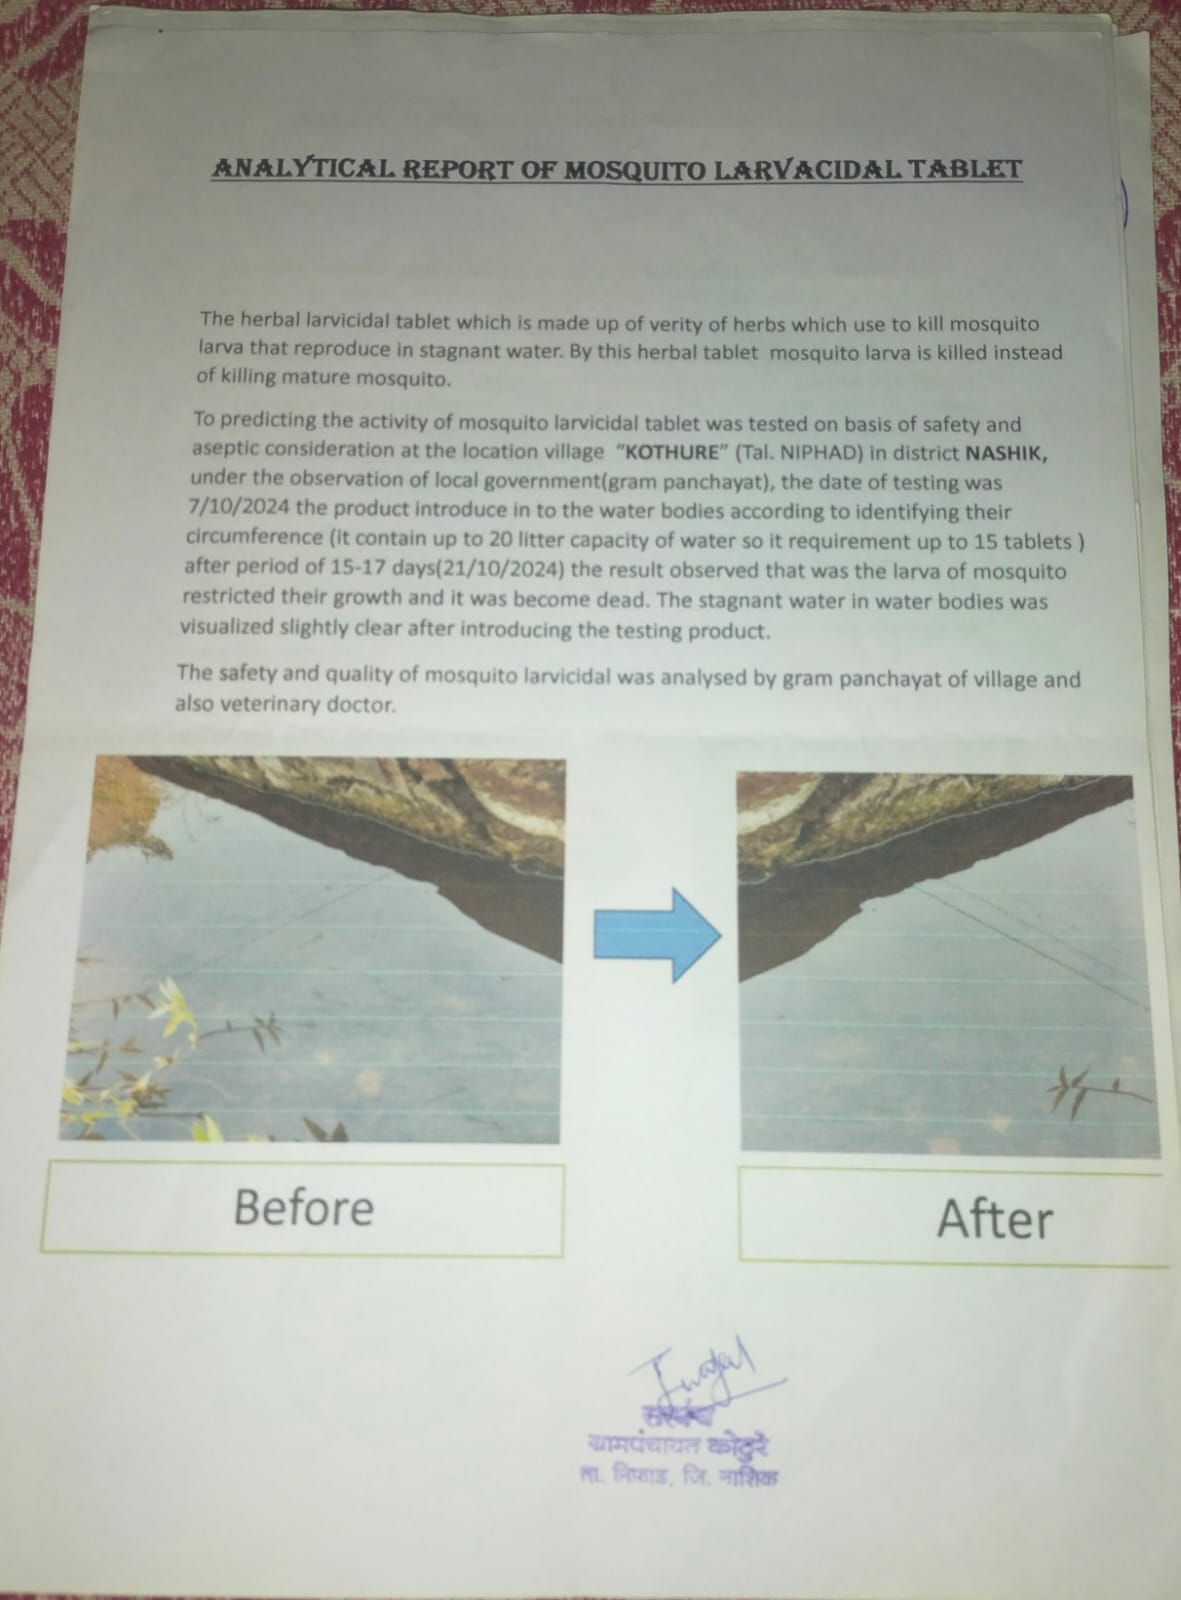 ANALYTICAL REPORT OF MOSQUITO LARVACIDAL TABLET
The herbal larvicidal tablet which is made up of verity of herbs which use to kill mosquito
larva that reproduce in stagnant water. By this herbal tablet mosquito larva is killed instead
of killing mature mosquito.
To predicting the activity of mosquito larvicidal tablet was tested on basis of safety and
aseptic consideration at the location village “KOTHURE” (Tal. NIPHAD) in district NASHIK,
under the observation of local government(gram panchayat), the date of testing was
7/10/2024 the product introduce in to the water bodies according to identifying their
circumference (it contain up to 20 litter capacity of water so it requirement up to 15 tablets )
after period of 15-17 days(21/10/2024) the result observed that was the larva of mosquito
restricted their growth and it was become dead. The stagnant water in water bodies was
visualized slightly clear after introducing the testing product.
The safety and quality of mosquito larvicidal was analysed by gram panchayat of village and
also veterinary doctor.
Before
After
सरपंच
ग्रामपंचायत कोठुरे
ता. निफाड, जि. नाशिक